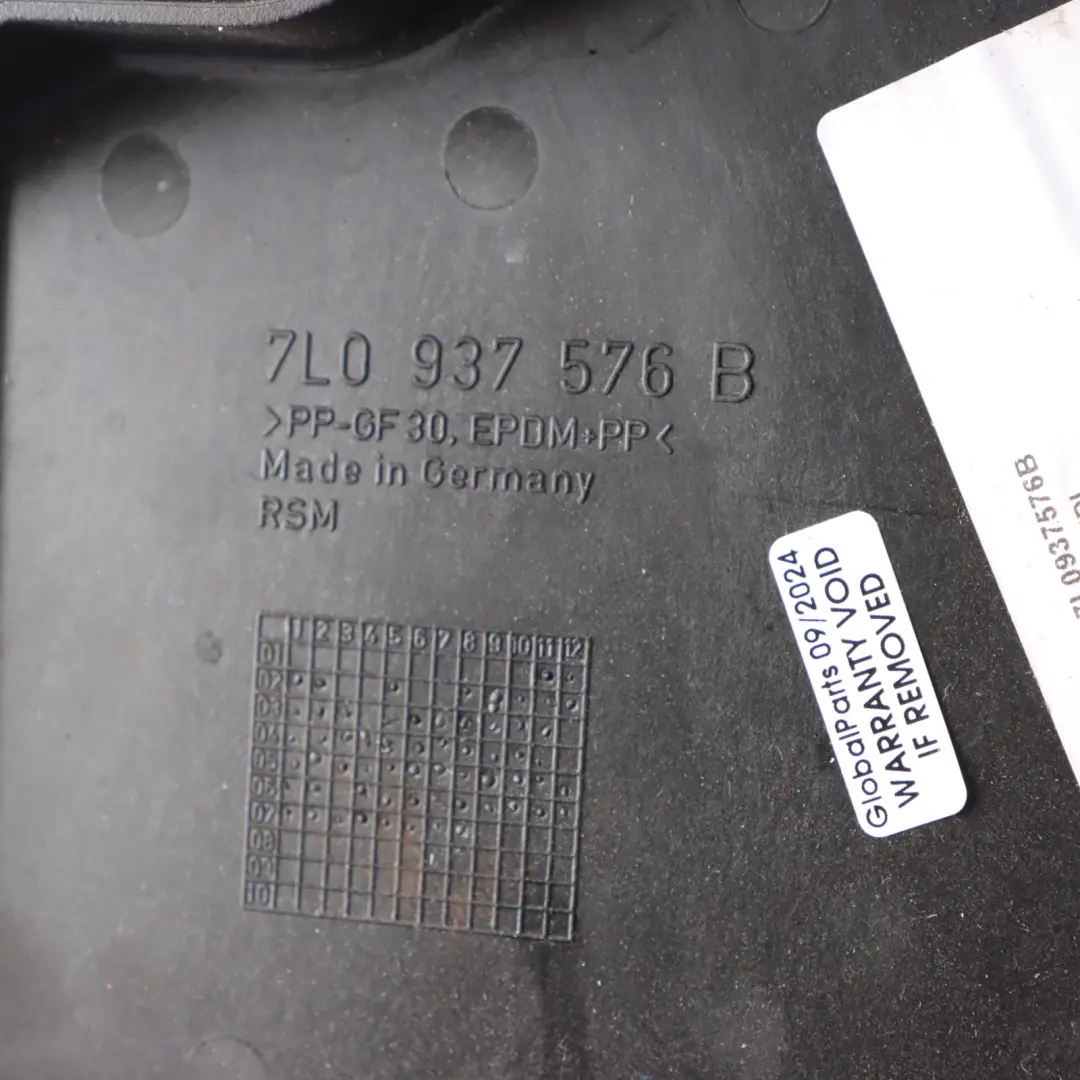 7L0 937 576 B
>PP-GF30, EPDM+PP<
Made in Germany
RSM
1 2 3 4 5 6 7 8 9 10 11 12
01
02
03
04
05
06
07
08
09
10
GlobalParts 09/2024
WARRANTY VOID
IF REMOVED
7L0937576B